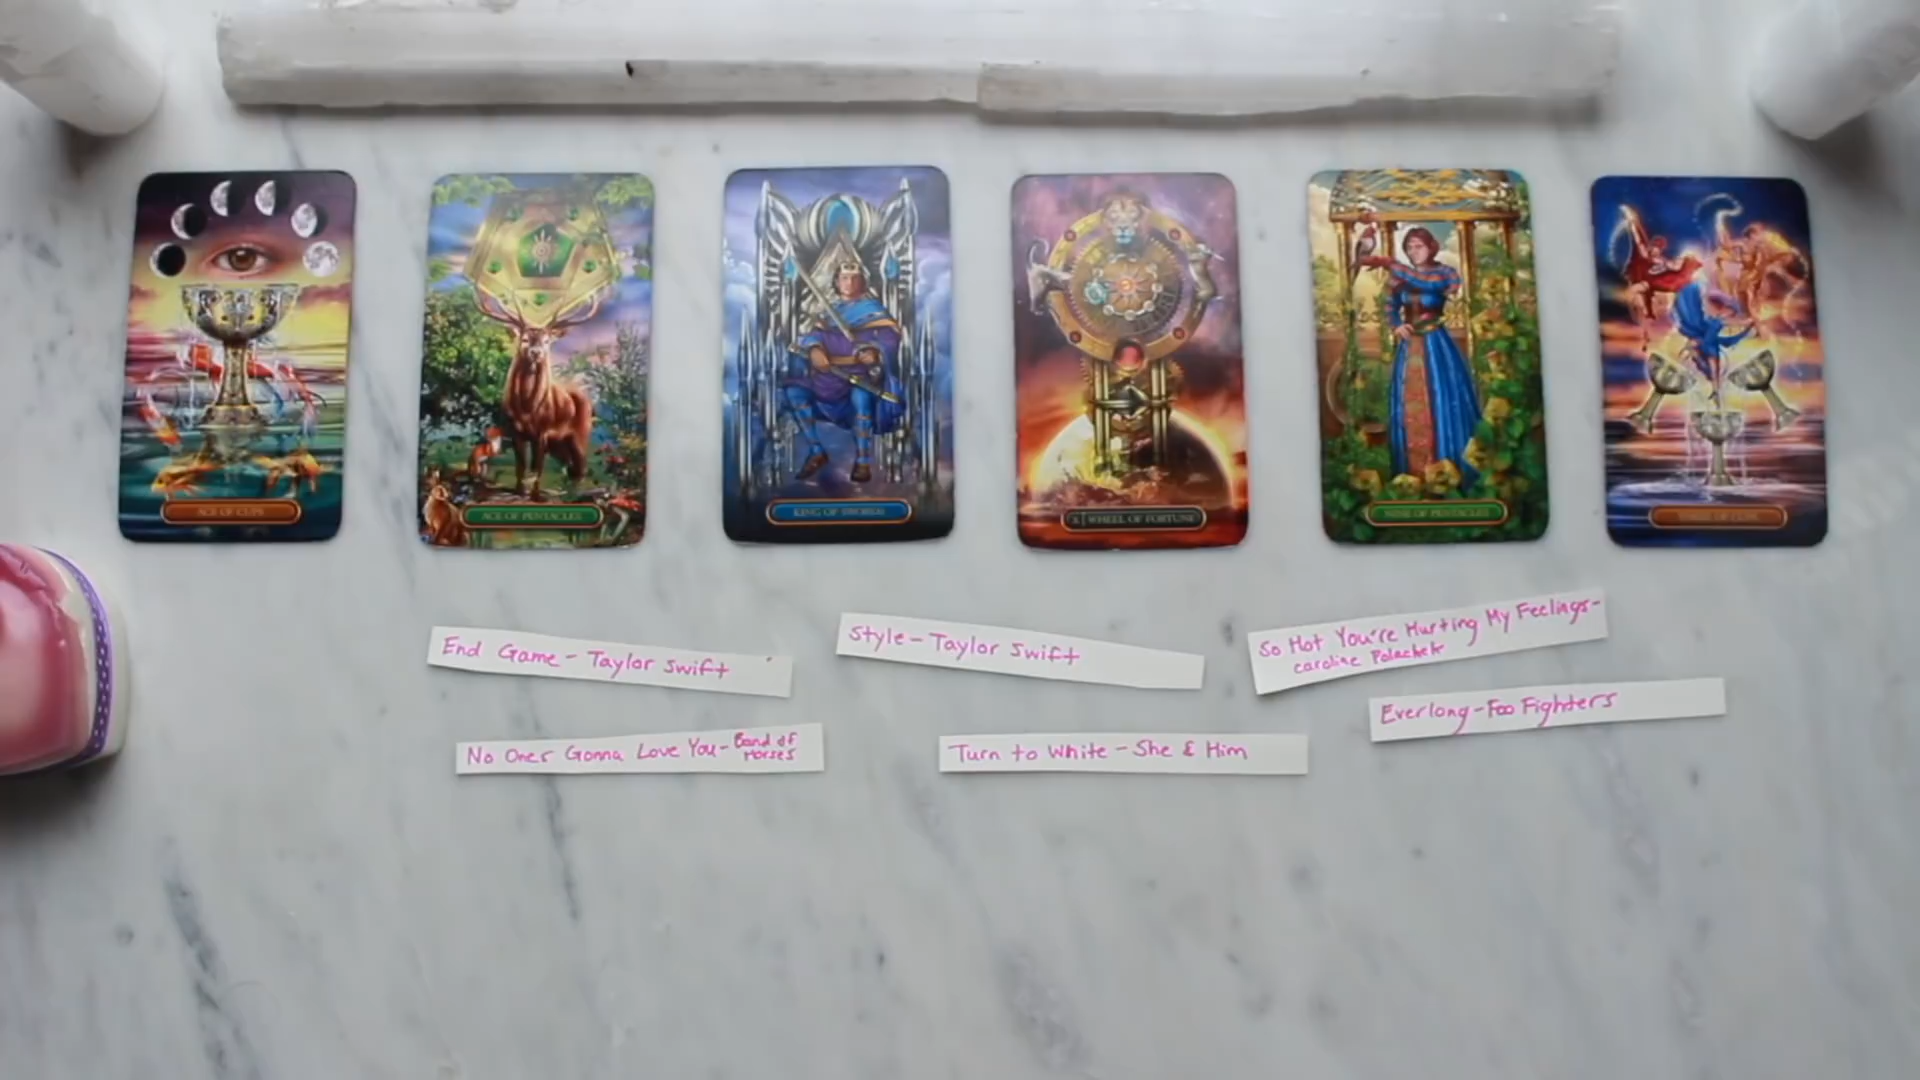 ACE OF CUPS
ACE OF PENTACLES
KING OF SWORDS
X WHEEL OF FORTUNE
NINE OF PENTACLES
End Game - Taylor Swift
Style - Taylor Swift
So Hot You're Hurting My Feelings -
Caroline Polachek
Everlong - Foo Fighters
No Ones Gonna Love You - Band of
Horses
Turn to White - She & Him